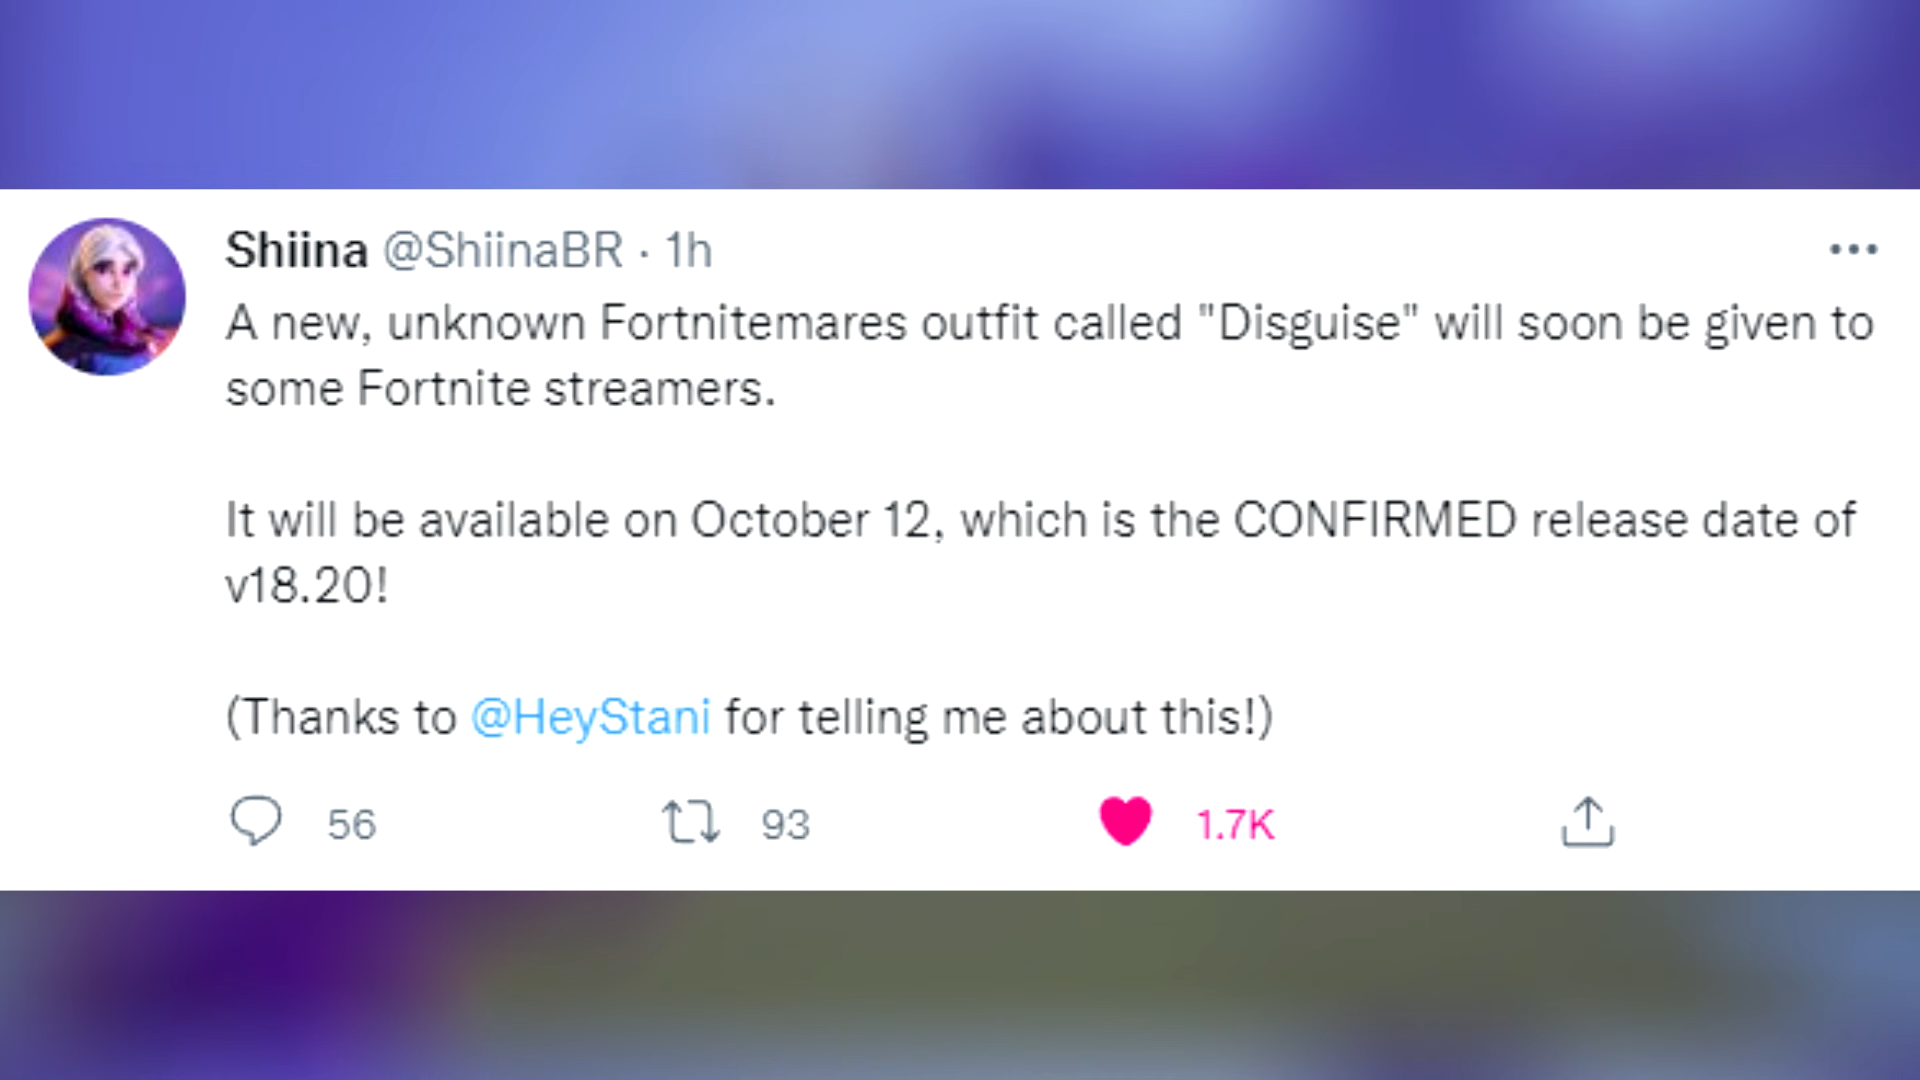 Shiina @ShiinaBR · 1h
A new, unknown Fortnitemares outfit called "Disguise" will soon be given to
some Fortnite streamers.
It will be available on October 12, which is the CONFIRMED release date of
v18.20!
(Thanks to @HeyStani for telling me about this!)
56 93 1.7K